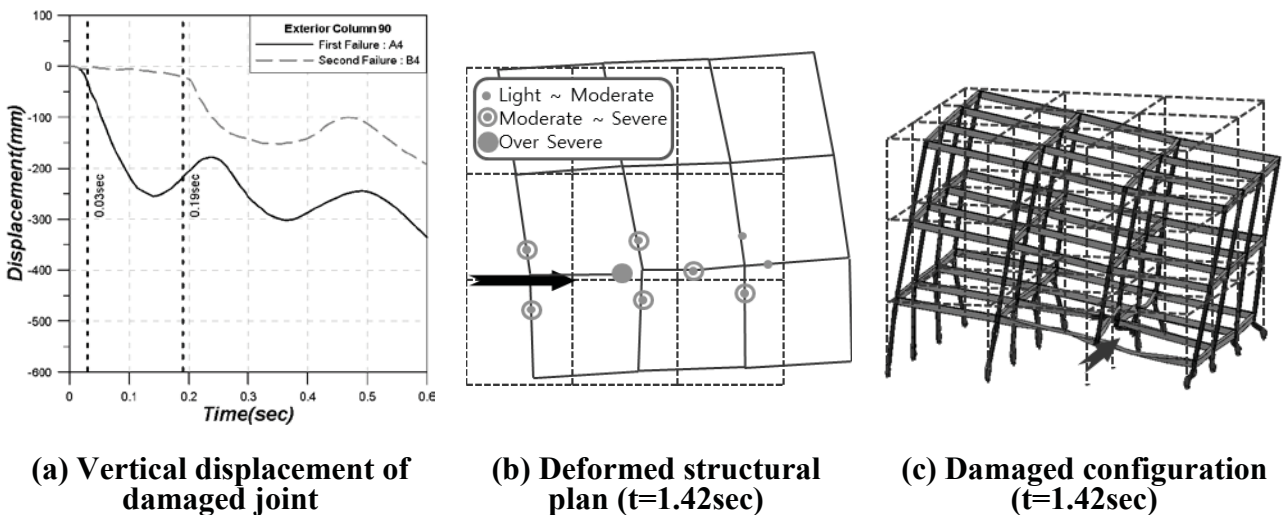 100
0
-100
-200
-300
-400
-500
-600
Displacement(mm)
0
0.1
0.2
0.3
0.4
0.5
0.6
Time(sec)
Exterior Column 90
First Failure : A4
Second Failure : B4
0.03sec
0.19sec
Light ~ Moderate
Moderate ~ Severe
Over Severe
(a) Vertical displacement of
damaged joint
(b) Deformed structural
plan (t=1.42sec)
(c) Damaged configuration
(t=1.42sec)